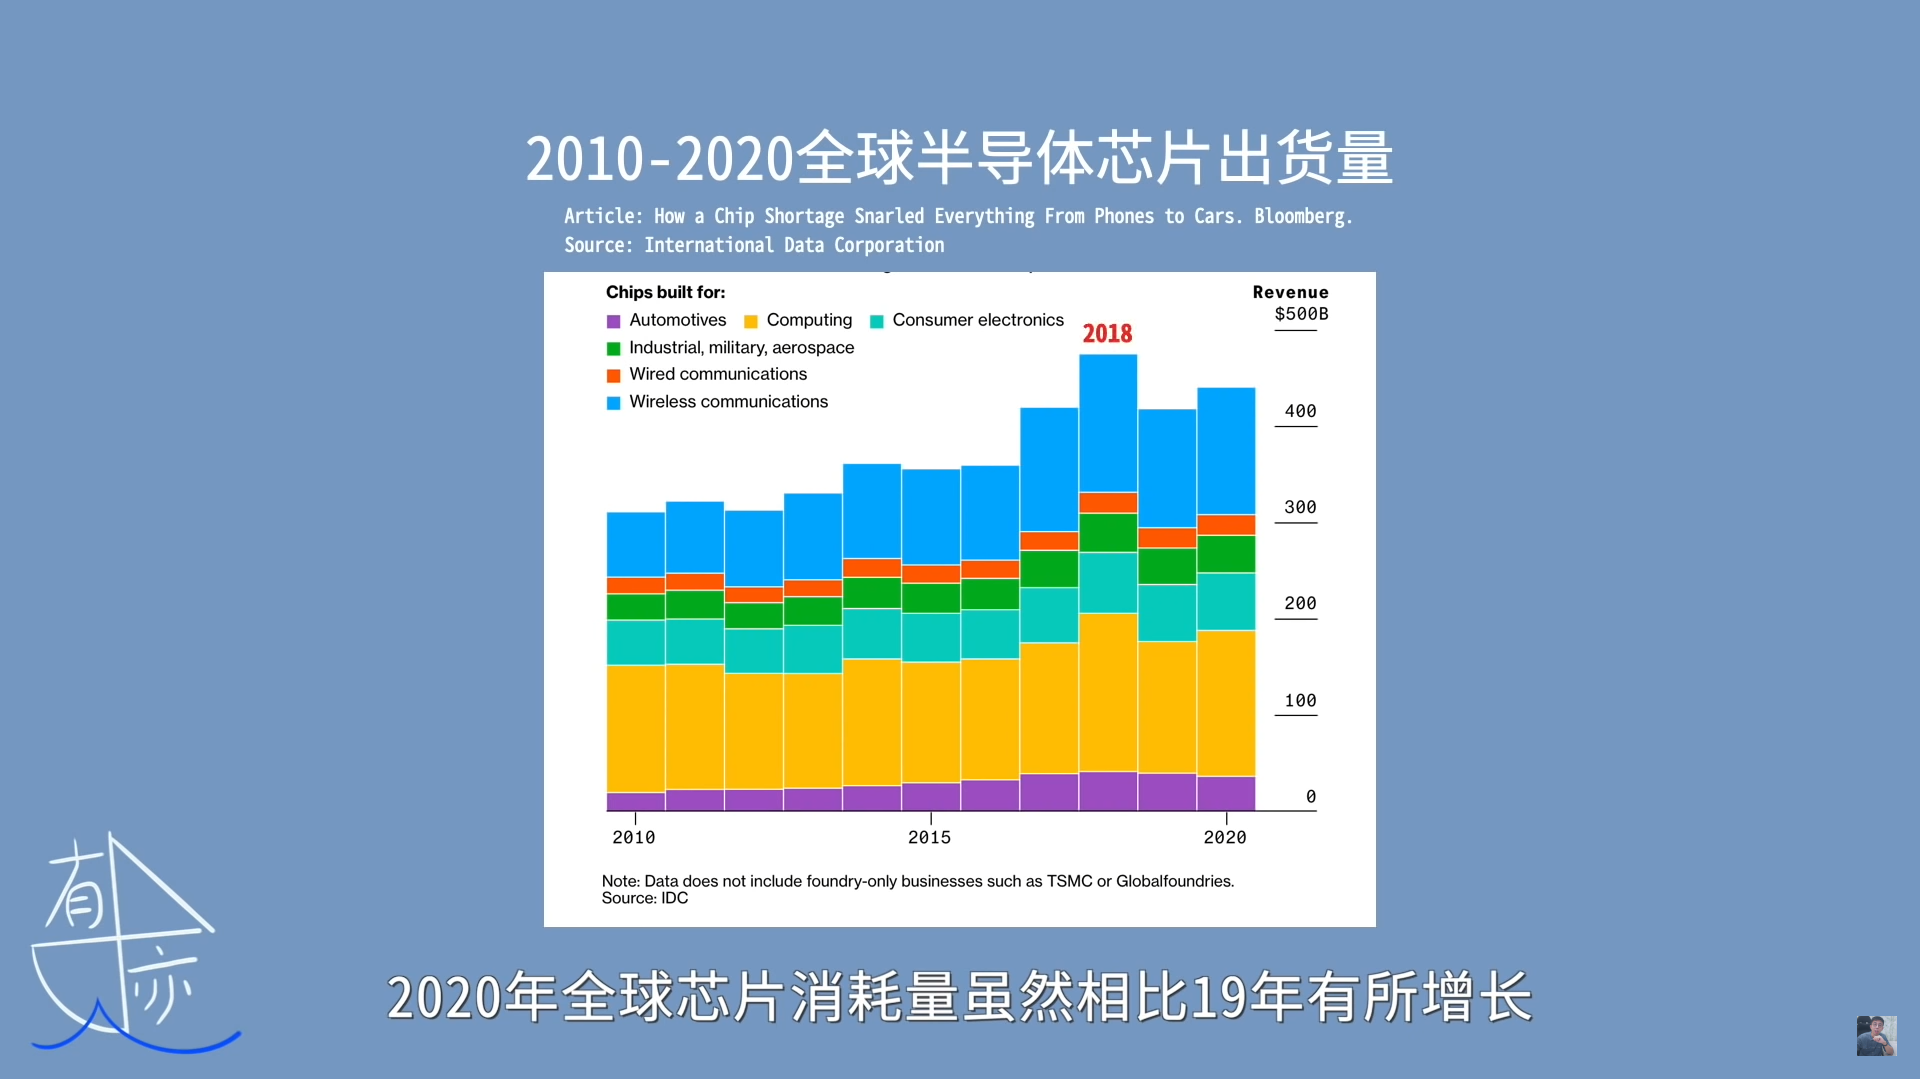 2010-2020全球半导体芯片出货量
Article: How a Chip Shortage Snarled Everything From Phones to Cars. Bloomberg.
Source: International Data Corporation
Chips built for:
Automotives Computing Consumer electronics
Industrial, military, aerospace
Wired communications
Wireless communications
Revenue
$500B
2018
400
300
200
100
0
2010 2015 2020
Note: Data does not include foundry-only businesses such as TSMC or Globalfoundries.
Source: IDC
有
亦
2020年全球芯片消耗量虽然相比19年有所增长